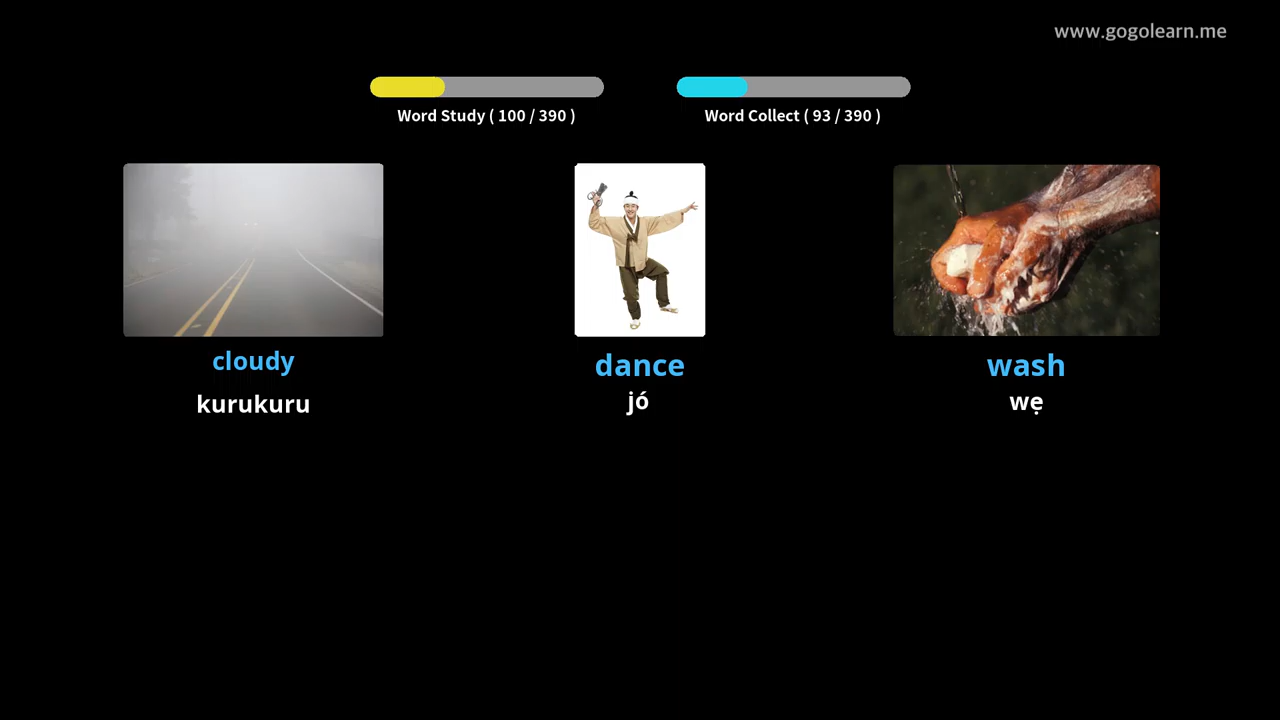 www.gogolearn.me
Word Study ( 100 / 390 )
Word Collect ( 93 / 390 )
cloudy
kurukuru
dance
jó
wash
wẹ